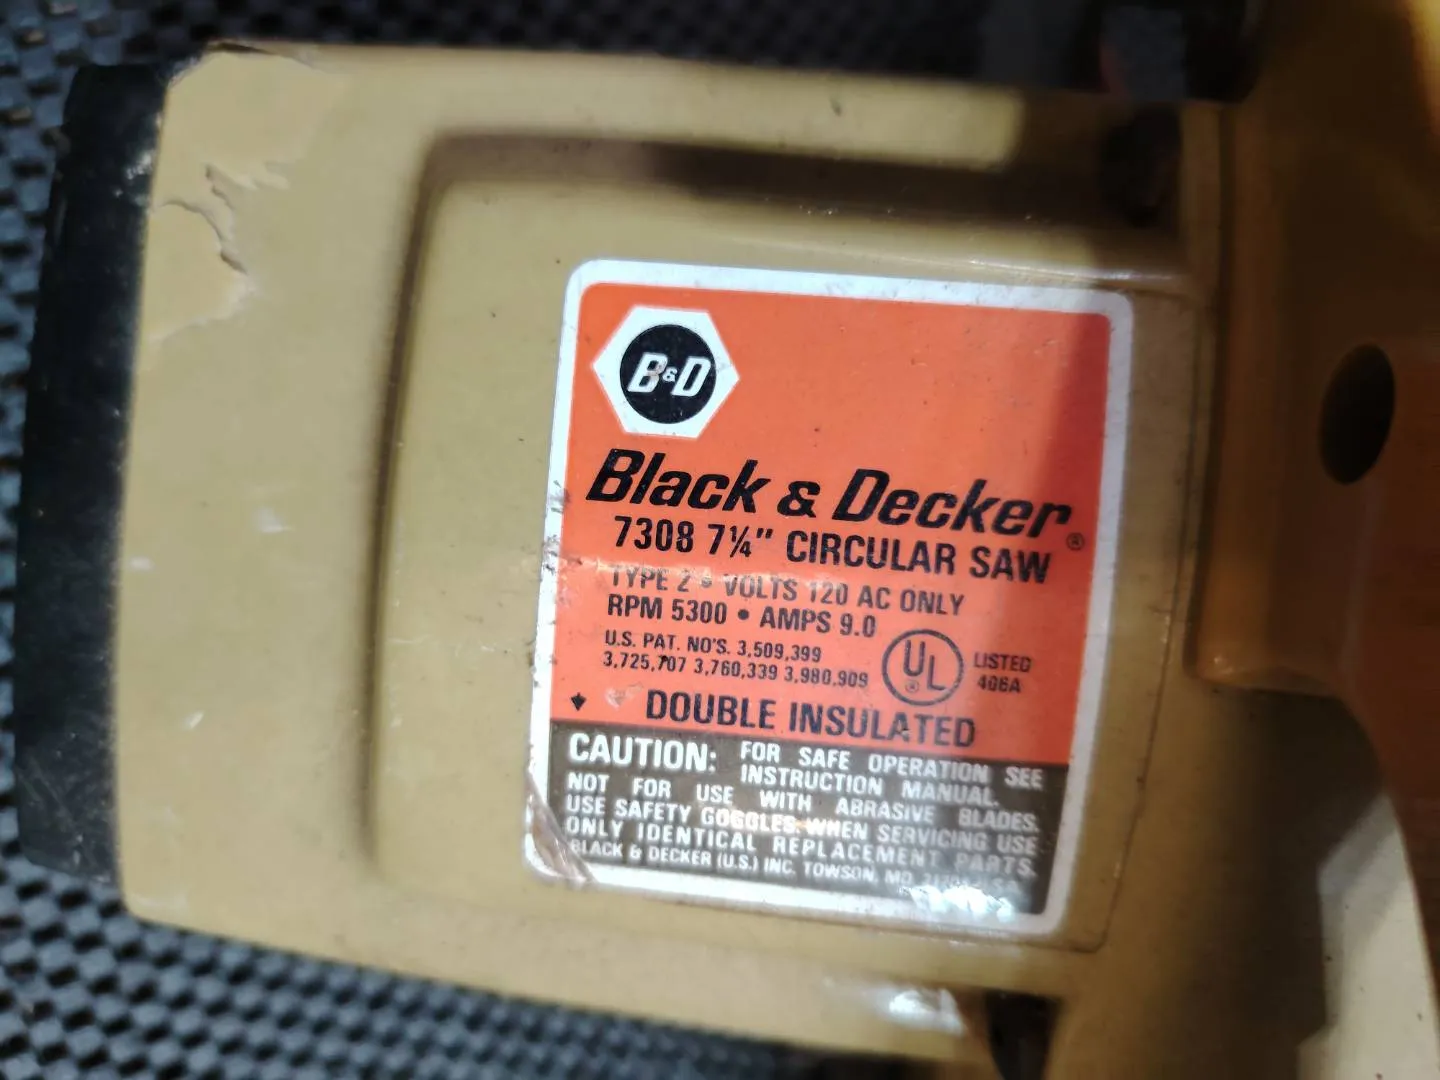 B&D
Black & Decker®
7308 7¼" CIRCULAR SAW
TYPE 2 • VOLTS 120 AC ONLY
RPM 5300 • AMPS 9.0
U.S. PAT. NO'S. 3,509,399
3,725,707 3,760,339 3,980,909
UL®
LISTED
406A
DOUBLE INSULATED
CAUTION: FOR SAFE OPERATION SEE
INSTRUCTION MANUAL.
NOT FOR USE WITH ABRASIVE BLADES.
USE SAFETY GOGGLES. WHEN SERVICING USE
ONLY IDENTICAL REPLACEMENT PARTS.
BLACK & DECKER (U.S.) INC. TOWSON, MD.